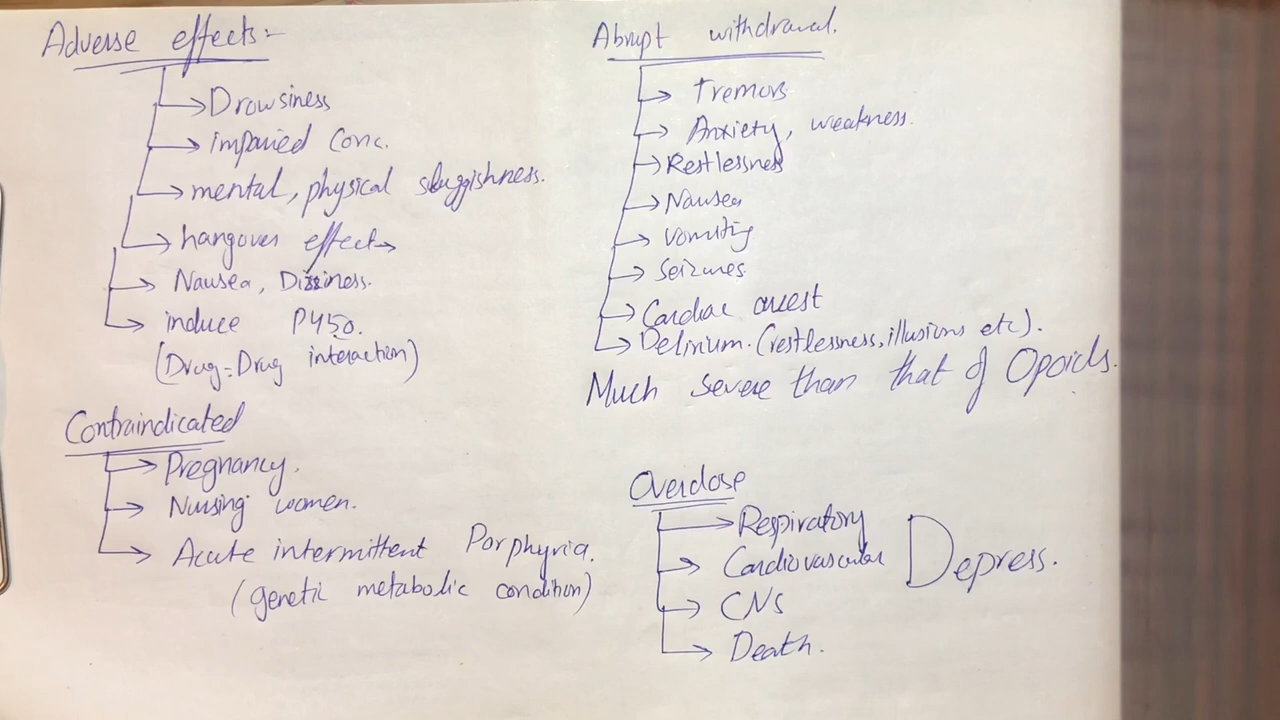 Adverse effects:-
Drowsiness
impaired Conc.
mental, physical sluggishness.
hangover effect
Nausea, Dizziness.
induce P450.
(Drug-Drug interaction)
Contraindicated
Pregnancy.
Nursing women.
Acute intermittent Porphyria.
(genetic metabolic condition)
Abrupt withdrawal.
Tremors
Anxiety, weakness.
Restlessness
Nausea
vomiting
Seizures
Cardiac arrest
Delirium. (restlessness, illusions etc).
Much severe than that of Opoids.
Overdose
Respiratory
Cardiovascular
CNS
Depress.
Death.